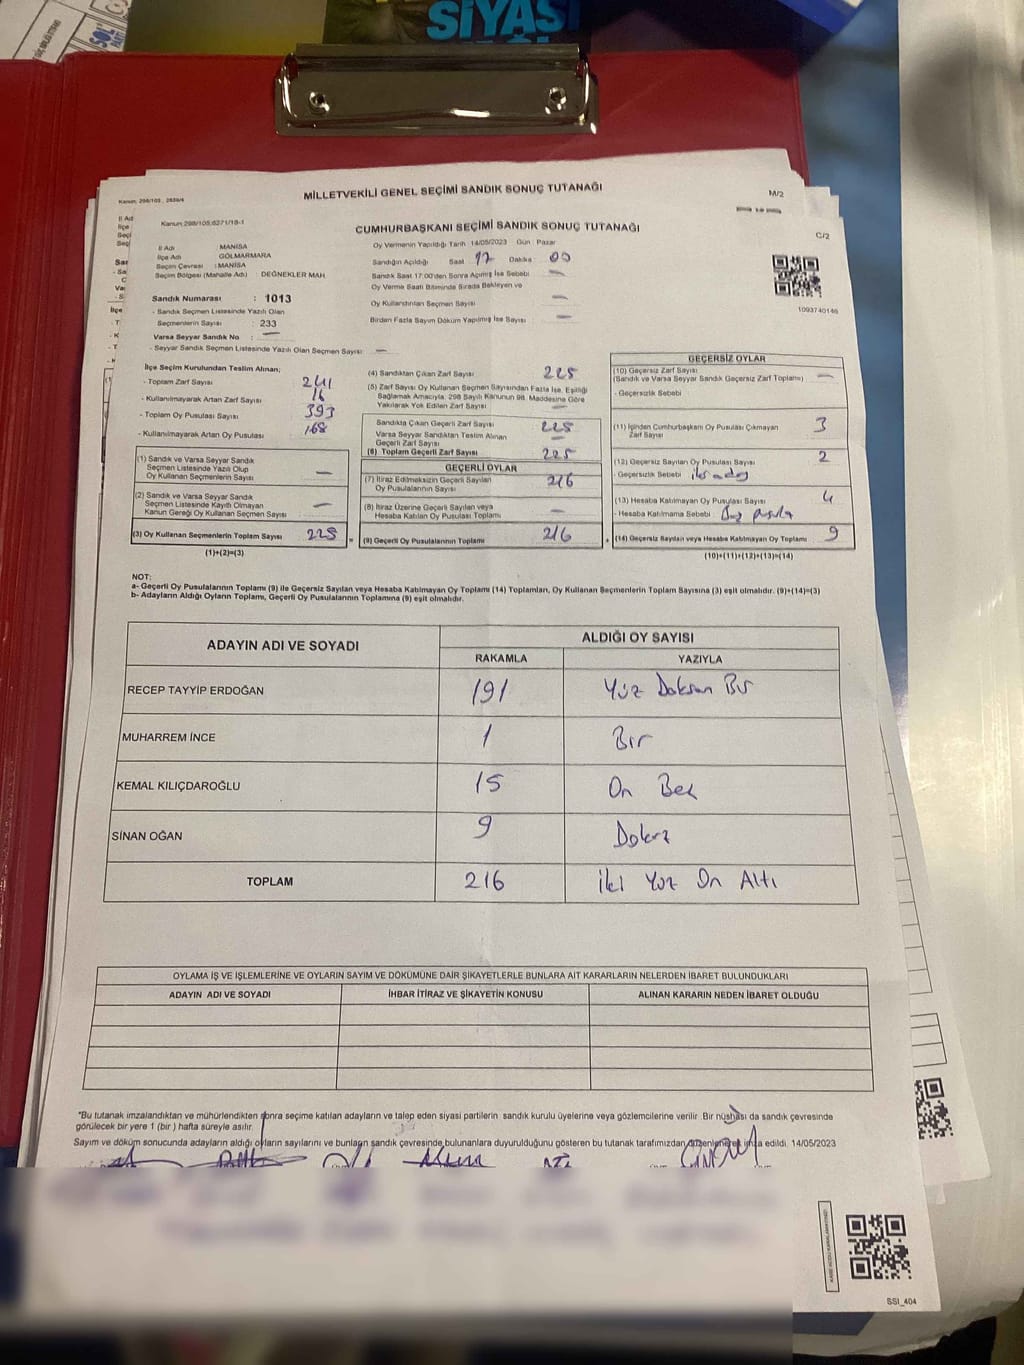 SİYASİ
MİLLETVEKİLİ GENEL SEÇİMİ SANDIK SONUÇ TUTANAĞI
M/2
Kanun: 298/105
Kanun:298/105;6271/18-1
CUMHURBAŞKANI SEÇİMİ SANDIK SONUÇ TUTANAĞI
C/2
İl Adı : MANİSA
İlçe Adı : GÖLMARMARA
Seçim Çevresi : MANİSA
Seçim Bölgesi (Mahalle Adı) : DEĞNEKLER MAH.
Oy Vermenin Yapıldığı Tarih 14/05/2023 Gün : Pazar
Sandığın Açıldığı Saat 17 Dakika : 00
Sandık Saat 17:00'den Sonra Açılmış İse Sebebi —
Oy Verme Saati Bitiminde Sırada Bekleyen ve
Oy Kullandırılan Seçmen Sayısı —
Birden Fazla Sayım Döküm Yapılmış İse Sayısı —
1093740146
Sandık Numarası : 1013
- Sandık Seçmen Listesinde Yazılı Olan
Seçmenlerin Sayısı : 233
Varsa Seyyar Sandık No : —
- Seyyar Sandık Seçmen Listesinde Yazılı Olan Seçmen Sayısı —
İlçe Seçim Kurulundan Teslim Alınan;
- Toplam Zarf Sayısı 241
- Kullanılmayarak Artan Zarf Sayısı 16
- Toplam Oy Pusulası Sayısı 393
- Kullanılmayarak Artan Oy Pusulası 168
(1) Sandık ve Varsa Seyyar Sandık
Seçmen Listesinde Yazılı Olup
Oy Kullanan Seçmenlerin Sayısı —
(2) Sandık ve Varsa Seyyar Sandık
Seçmen Listesinde Kayıtlı Olmayan
Kanun Gereği Oy Kullanan Seçmen Sayısı —
(3) Oy Kullanan Seçmenlerin Toplam Sayısı 225
(1)+(2)=(3)
(4) Sandıktan Çıkan Zarf Sayısı 225
(5) Zarf Sayısı Oy Kullanan Seçmen Sayısından Fazla İse, Eşitliği
Sağlamak Amacıyla, 298 Sayılı Kanunun 98. Maddesine Göre
Yakılarak Yok Edilen Zarf Sayısı —
Sandıkta Çıkan Geçerli Zarf Sayısı 225
Varsa Seyyar Sandıktan Teslim Alınan
Geçerli Zarf Sayısı —
(6) Toplam Geçerli Zarf Sayısı 225
GEÇERLİ OYLAR
(7) İtiraz Edilmeksizin Geçerli Sayılan
Oy Pusulalarının Sayısı 216
(8) İtiraz Üzerine Geçerli Sayılan veya
Hesaba Katılan Oy Pusulası Toplamı —
(9) Geçerli Oy Pusulalarının Toplamı 216
GEÇERSİZ OYLAR
(10) Geçersiz Zarf Sayısı
(Sandık ve Varsa Seyyar Sandık Geçersiz Zarf Toplamı) —
- Geçersizlik Sebebi
(11) İçinden Cumhurbaşkanı Oy Pusulası Çıkmayan
Zarf Sayısı 3
(12) Geçersiz Sayılan Oy Pusulası Sayısı 2
- Geçersizlik Sebebi iki aday
(13) Hesaba Katılmayan Oy Pusulası Sayısı 4
- Hesaba Katılmama Sebebi Boş pusula
(14) Geçersiz Sayılan veya Hesaba Katılmayan Oy Toplamı 9
(10)+(11)+(12)+(13)=(14)
NOT:
a- Geçerli Oy Pusulalarının Toplamı (9) ile Geçersiz Sayılan veya Hesaba Katılmayan Oy Toplamı (14) Toplamları, Oy Kullanan Seçmenlerin Toplam Sayısına (3) eşit olmalıdır. (9)+(14)=(3)
b- Adayların Aldığı Oyların Toplamı, Geçerli Oy Pusulalarının Toplamına (9) eşit olmalıdır.
ADAYIN ADI VE SOYADI
ALDIĞI OY SAYISI
RAKAMLA YAZIYLA
RECEP TAYYİP ERDOĞAN 191 Yüz Doksan Bir
MUHARREM İNCE 1 Bir
KEMAL KILIÇDAROĞLU 15 On Beş
SİNAN OĞAN 9 Dokuz
TOPLAM 216 İki Yüz On Altı
OYLAMA İŞ VE İŞLEMLERİNE VE OYLARIN SAYIM VE DÖKÜMÜNE DAİR ŞİKAYETLERLE BUNLARA AİT KARARLARIN NELERDEN İBARET BULUNDUKLARI
ADAYIN ADI VE SOYADI İHBAR İTİRAZ VE ŞİKAYETİN KONUSU ALINAN KARARIN NEDEN İBARET OLDUĞU
"Bu tutanak imzalandıktan ve mühürlendikten sonra seçime katılan adayların ve talep eden siyasi partilerin sandık kurulu üyelerine veya gözlemcilerine verilir. Bir nüshası da sandık çevresinde
görülecek bir yere 1 (bir) hafta süreyle asılır.
Sayım ve döküm sonucunda adayların aldığı oyların sayılarını ve bunların sandık çevresinde bulunanlara duyurulduğunu gösteren bu tutanak tarafımızdan düzenlenerek imza edildi. 14/05/2023
SSI_404